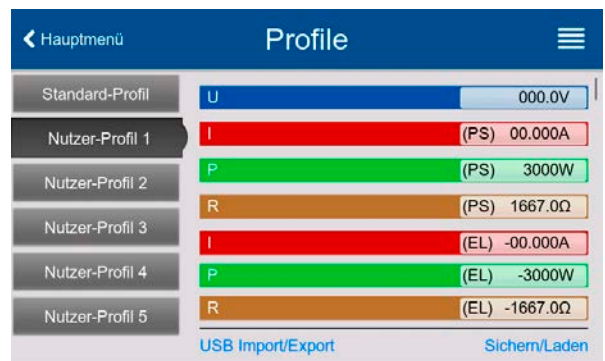 Hauptmenü
Profile
Standard-Profil
Nutzer-Profil 1
Nutzer-Profil 2
Nutzer-Profil 3
Nutzer-Profil 4
Nutzer-Profil 5
U 000.0V
I (PS) 00.000A
P (PS) 3000W
R (PS) 1667.0Ω
I (EL) -00.000A
P (EL) -3000W
R (EL) -1667.0Ω
USB Import/Export
Sichern/Laden